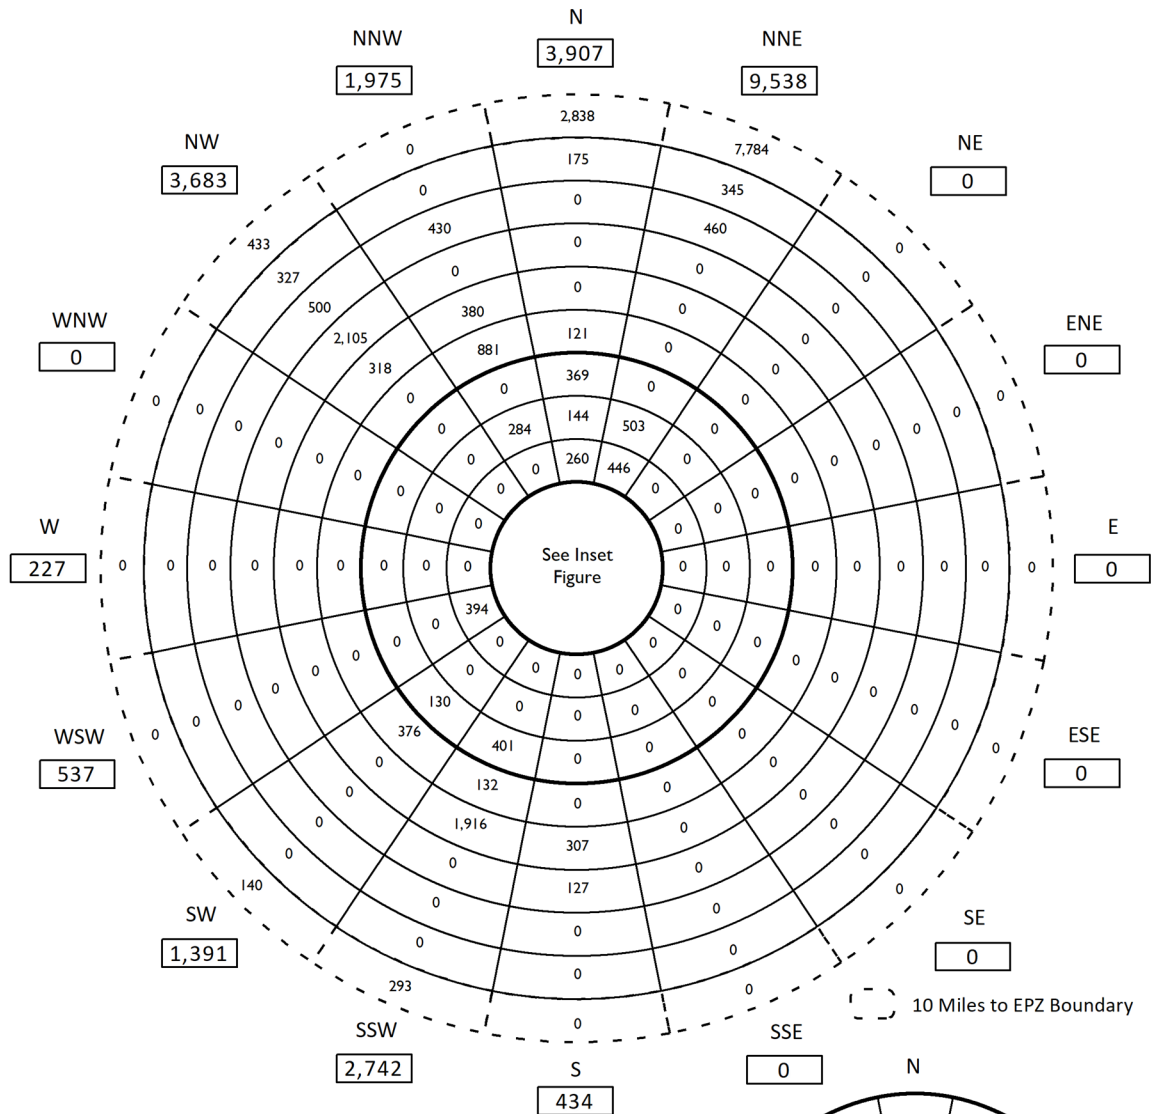 N
NNW NNE
3,907
1,975 9,538
2,838
NW 0 7,784 NE
175
3,683 0 345 0
0
430 460
433 0 0
327 0 0 0
0
500 380 0 0
WNW ENE
2,105 121 0
881 0
0 0
318 369 0
0 0
0 0 0 0
0 0
144
0 0 284 503 0 0
0 0
0 0 260 0 0
0 446
0 0
0 0 0 0
0 0
W 0 0 E
0 0 0 0 0 0 0 0 0 See Inset 0 0 0 0 0 0 0 0 0
227 Figure 0
394 0
0 0
0 0 0 0
0 0
0 0 0 0 0
0 0 0 0
0 130 0
0 0 0 0 0 0
0 376 0 0
WSW 401 0 0 ESE
0 0 0
537 132 0 0
0 0
0
0 1,916 0 0
307
0 0 0 0
140 127 0
0 0
SW SE
0
1,391 0 0 0
0
293 0
10 Miles to EPZ Boundary
0
SSW SSE
2,742 S 0 N
434